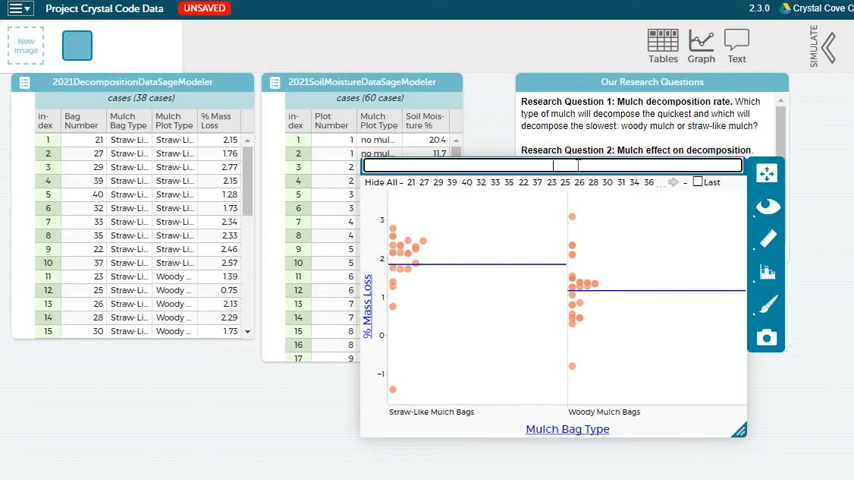 Project Crystal Code Data
UNSAVED
2.3.0
Crystal Cove C
New
Image
Tables
Graph
Text
SIMULATE
2021DecompositionDataSageModeler
cases (38 cases)
in-
dex
Bag
Number
Mulch
Bag Type
Mulch
Plot Type
% Mass
Loss
1 21 Straw-Li... Straw-Li... 2.15
2 27 Straw-Li... Straw-Li... 1.76
3 29 Straw-Li... Straw-Li... 2.77
4 39 Straw-Li... Straw-Li... 2.15
5 40 Straw-Li... Straw-Li... 1.28
6 32 Straw-Li... Straw-Li... 1.73
7 33 Straw-Li... Straw-Li... 2.34
8 35 Straw-Li... Straw-Li... 2.33
9 22 Straw-Li... Straw-Li... 2.46
10 37 Straw-Li... Straw-Li... 2.57
11 23 Straw-Li... Woody ... 1.39
12 25 Straw-Li... Woody ... 0.75
13 26 Straw-Li... Woody ... 2.13
14 28 Straw-Li... Woody ... 2.29
15 30 Straw-Li... Woody ... 1.73
2021SoilMoistureDataSageModeler
cases (60 cases)
in-
dex
Plot
Number
Mulch
Plot Type
Soil Mois-
ture %
1 1 no mul... 20.4
2 1 no mul... 11.7
3 2
4 2
5 3
6 3
7 4
8 4
9 5
10 5
11 6
12 6
13 7
14 7
15 8
16 8
17 9
Our Research Questions
Research Question 1: Mulch decomposition rate. Which
type of mulch will decompose the quickest and which will
decompose the slowest: woody mulch or straw-like mulch?
Research Question 2: Mulch effect on decomposition.
Hide All – 21 27 29 39 40 32 33 35 22 37 23 25 26 28 30 31 34 36 ... – Last
3
2
1
0
−1
% Mass Loss
Straw-Like Mulch Bags
Woody Mulch Bags
Mulch Bag Type